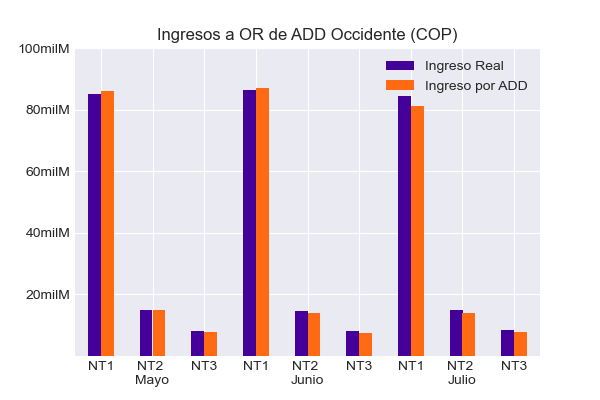 Ingresos a OR de ADD Occidente (COP)
100milM
80milM
60milM
40milM
20milM
Ingreso Real
Ingreso por ADD
NT1 NT2 NT3 NT1 NT2 NT3 NT1 NT2 NT3
Mayo Junio Julio